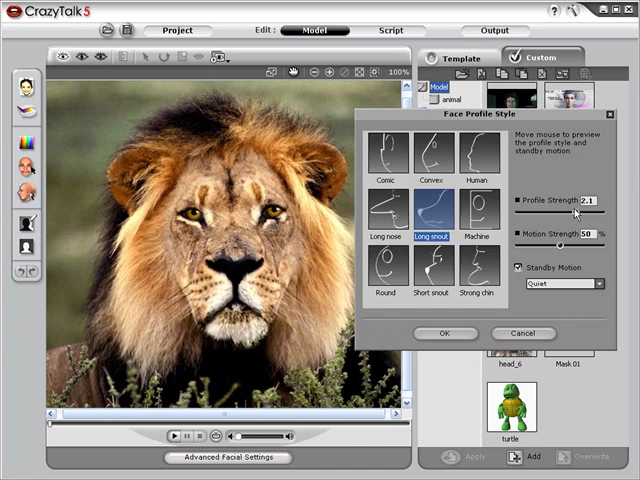 CrazyTalk 5
Project
Edit :
Model
Script
Output
100%
Template
Custom
Model
animal
Face Profile Style
Comic
Convex
Human
Long nose
Long snout
Machine
Round
Short snout
Strong chin
Move mouse to preview
the profile style and
standby motion
Profile Strength 2.1
Motion Strength 50 %
Standby Motion
Quiet
OK
Cancel
head_6
Mask 01
turtle
Apply
Add
Overwrite
Advanced Facial Settings